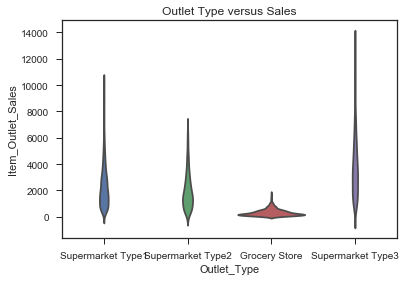 Outlet Type versus Sales
14000
12000
10000
8000
6000
4000
2000
0
Item_Outlet_Sales
Supermarket Type1 Supermarket Type2 Grocery Store Supermarket Type3
Outlet_Type